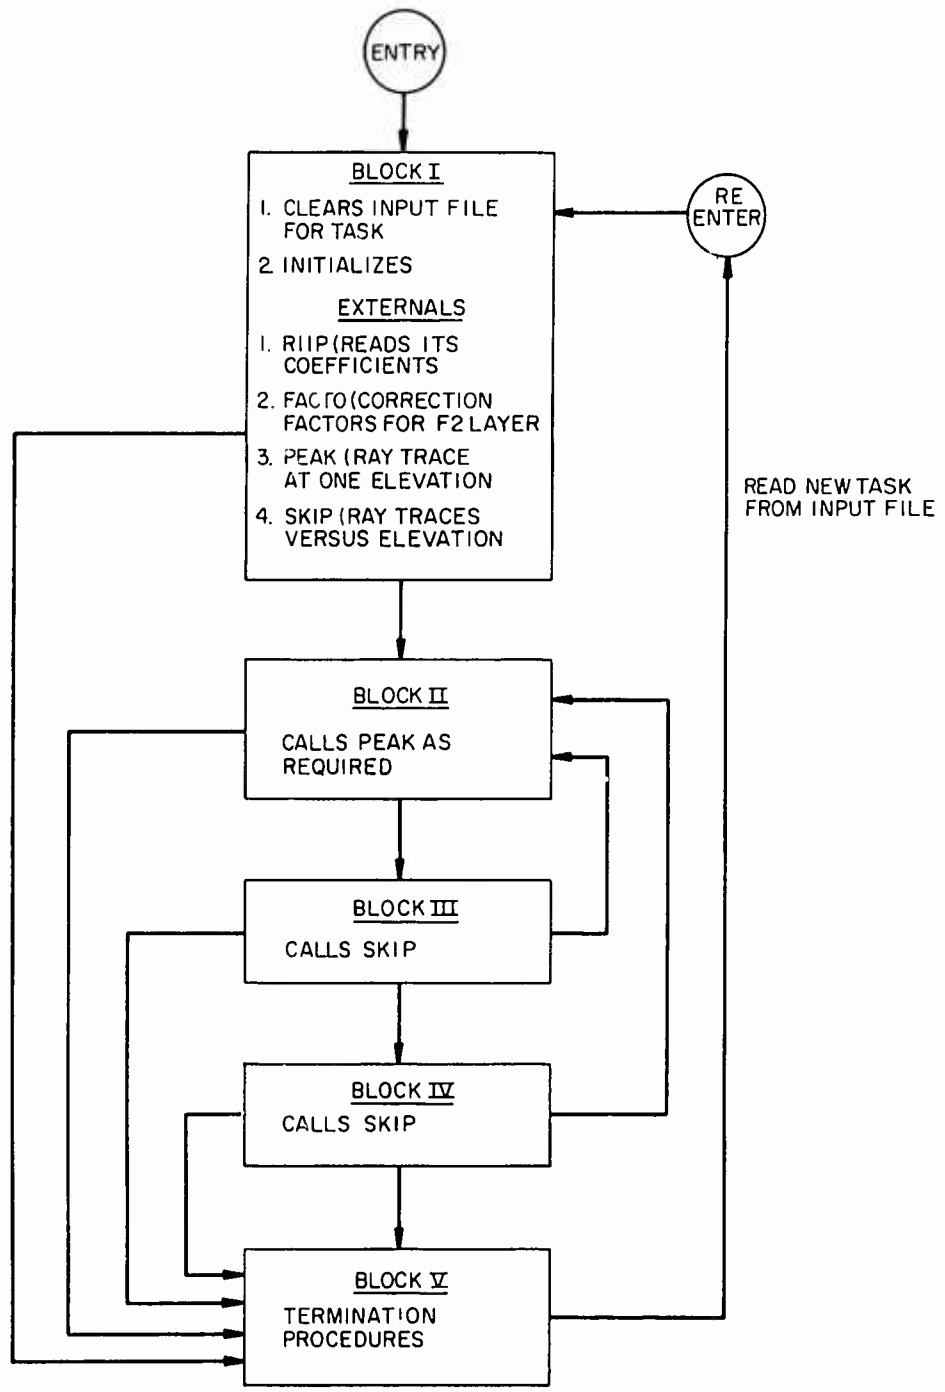 ENTRY
BLOCK I
1. CLEARS INPUT FILE
FOR TASK
2. INITIALIZES
EXTERNALS
1. RIIP (READS ITS
COEFFICIENTS
2. FACTO (CORRECTION
FACTORS FOR F2 LAYER
3. PEAK (RAY TRACE
AT ONE ELEVATION
4. SKIP (RAY TRACES
VERSUS ELEVATION
RE
ENTER
READ NEW TASK
FROM INPUT FILE
BLOCK II
CALLS PEAK AS
REQUIRED
BLOCK III
CALLS SKIP
BLOCK IV
CALLS SKIP
BLOCK V
TERMINATION
PROCEDURES